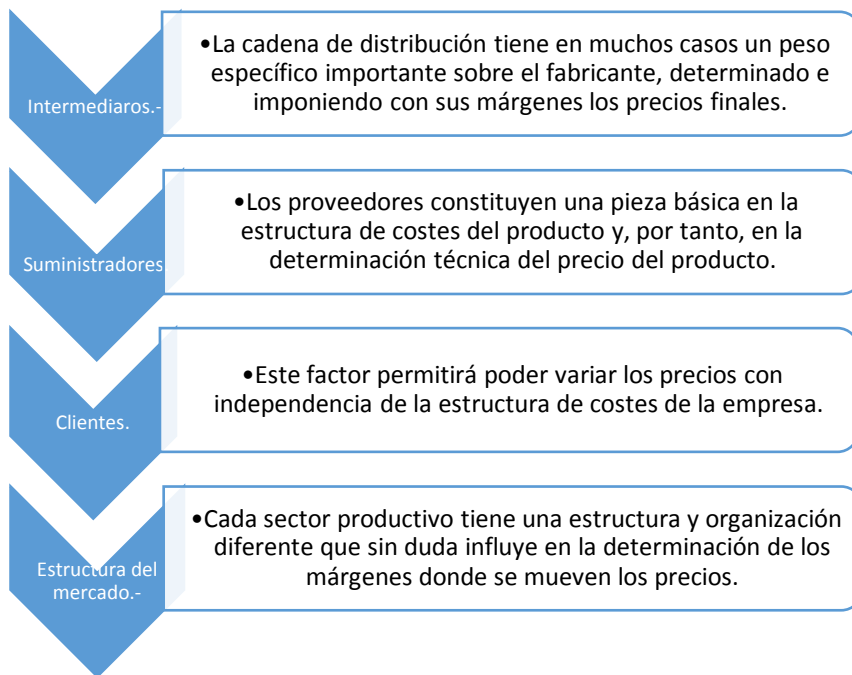 Intermediaros.-
•La cadena de distribución tiene en muchos casos un peso
específico importante sobre el fabricante, determinado e
imponiendo con sus márgenes los precios finales.
Suministradores
•Los proveedores constituyen una pieza básica en la
estructura de costes del producto y, por tanto, en la
determinación técnica del precio del producto.
Clientes.
•Este factor permitirá poder variar los precios con
independencia de la estructura de costes de la empresa.
Estructura del
mercado.-
•Cada sector productivo tiene una estructura y organización
diferente que sin duda influye en la determinación de los
márgenes donde se mueven los precios.